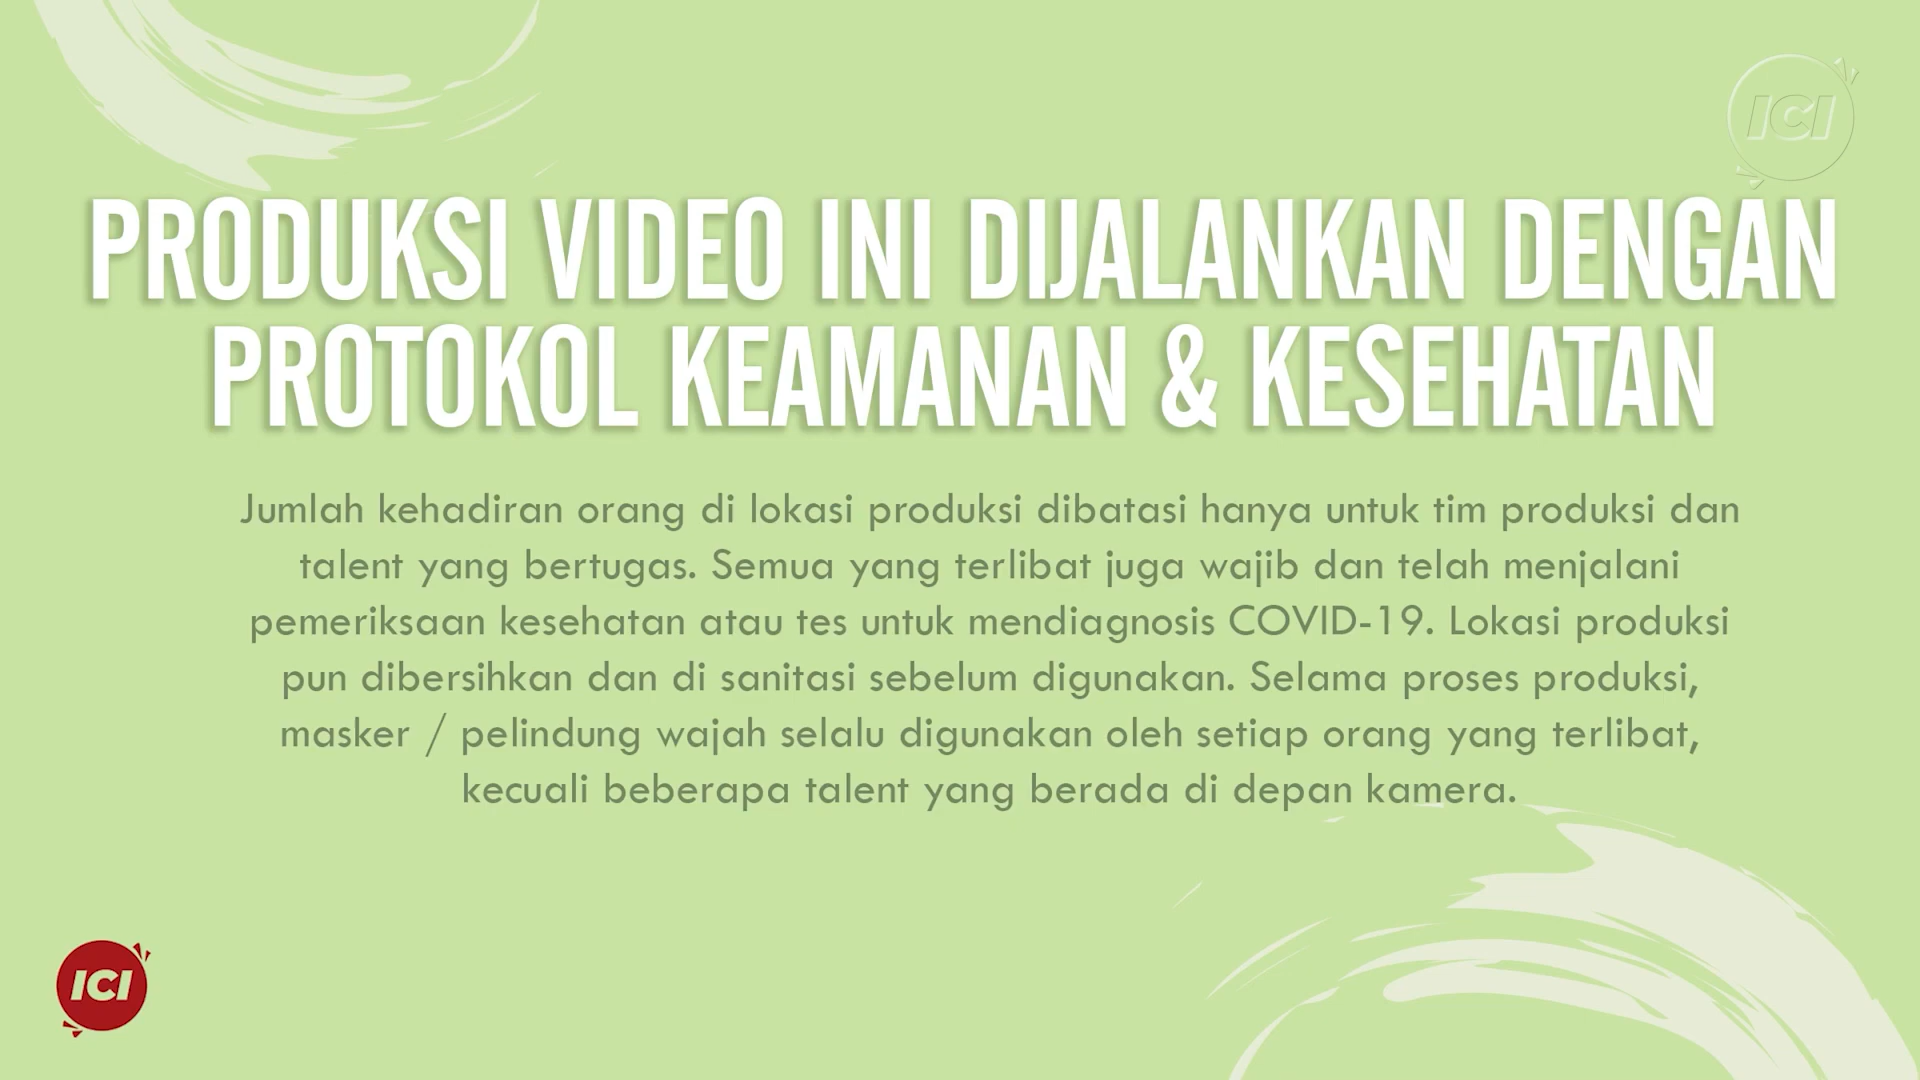 ICI
PRODUKSI VIDEO INI DIJALANKAN DENGAN
PROTOKOL KEAMANAN & KESEHATAN
Jumlah kehadiran orang di lokasi produksi dibatasi hanya untuk tim produksi dan
talent yang bertugas. Semua yang terlibat juga wajib dan telah menjalani
pemeriksaan kesehatan atau tes untuk mendiagnosis COVID-19. Lokasi produksi
pun dibersihkan dan di sanitasi sebelum digunakan. Selama proses produksi,
masker / pelindung wajah selalu digunakan oleh setiap orang yang terlibat,
kecuali beberapa talent yang berada di depan kamera.
ICI